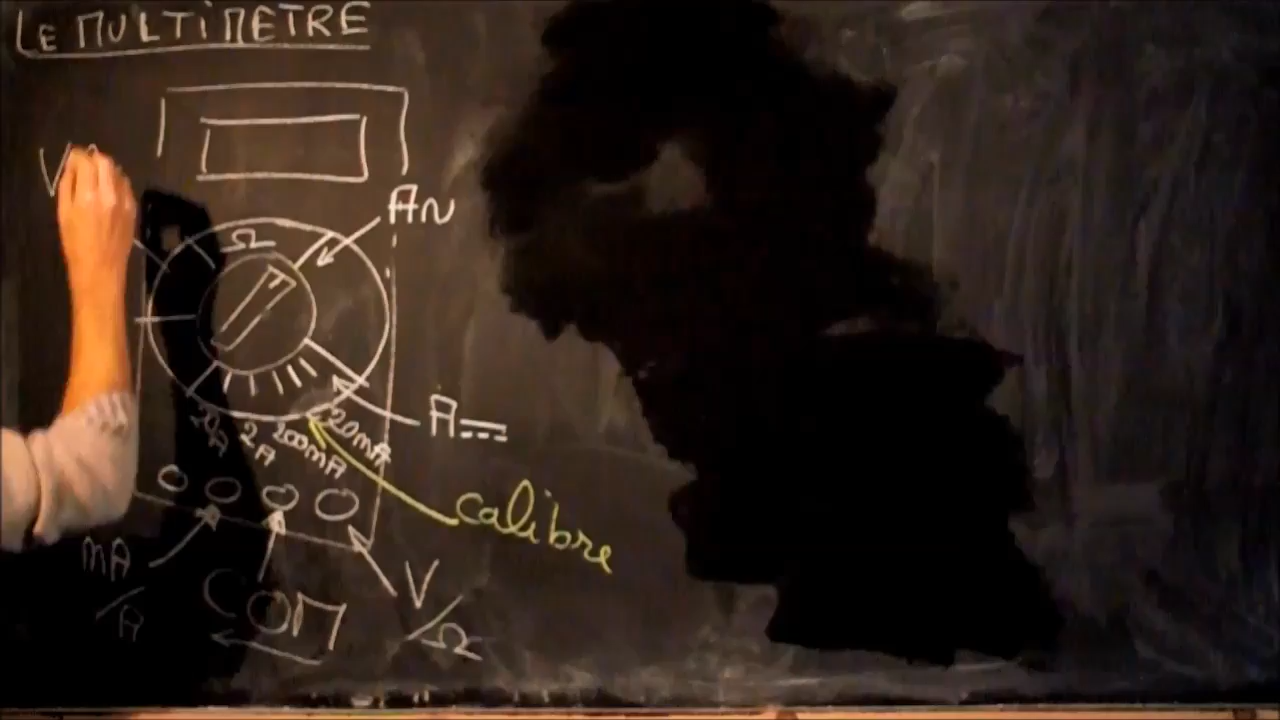 LE MULTIMETRE
V
A~
Ω
A⎓
20mA
200mA
2A
20A
calibre
mA/A
COM
V/Ω